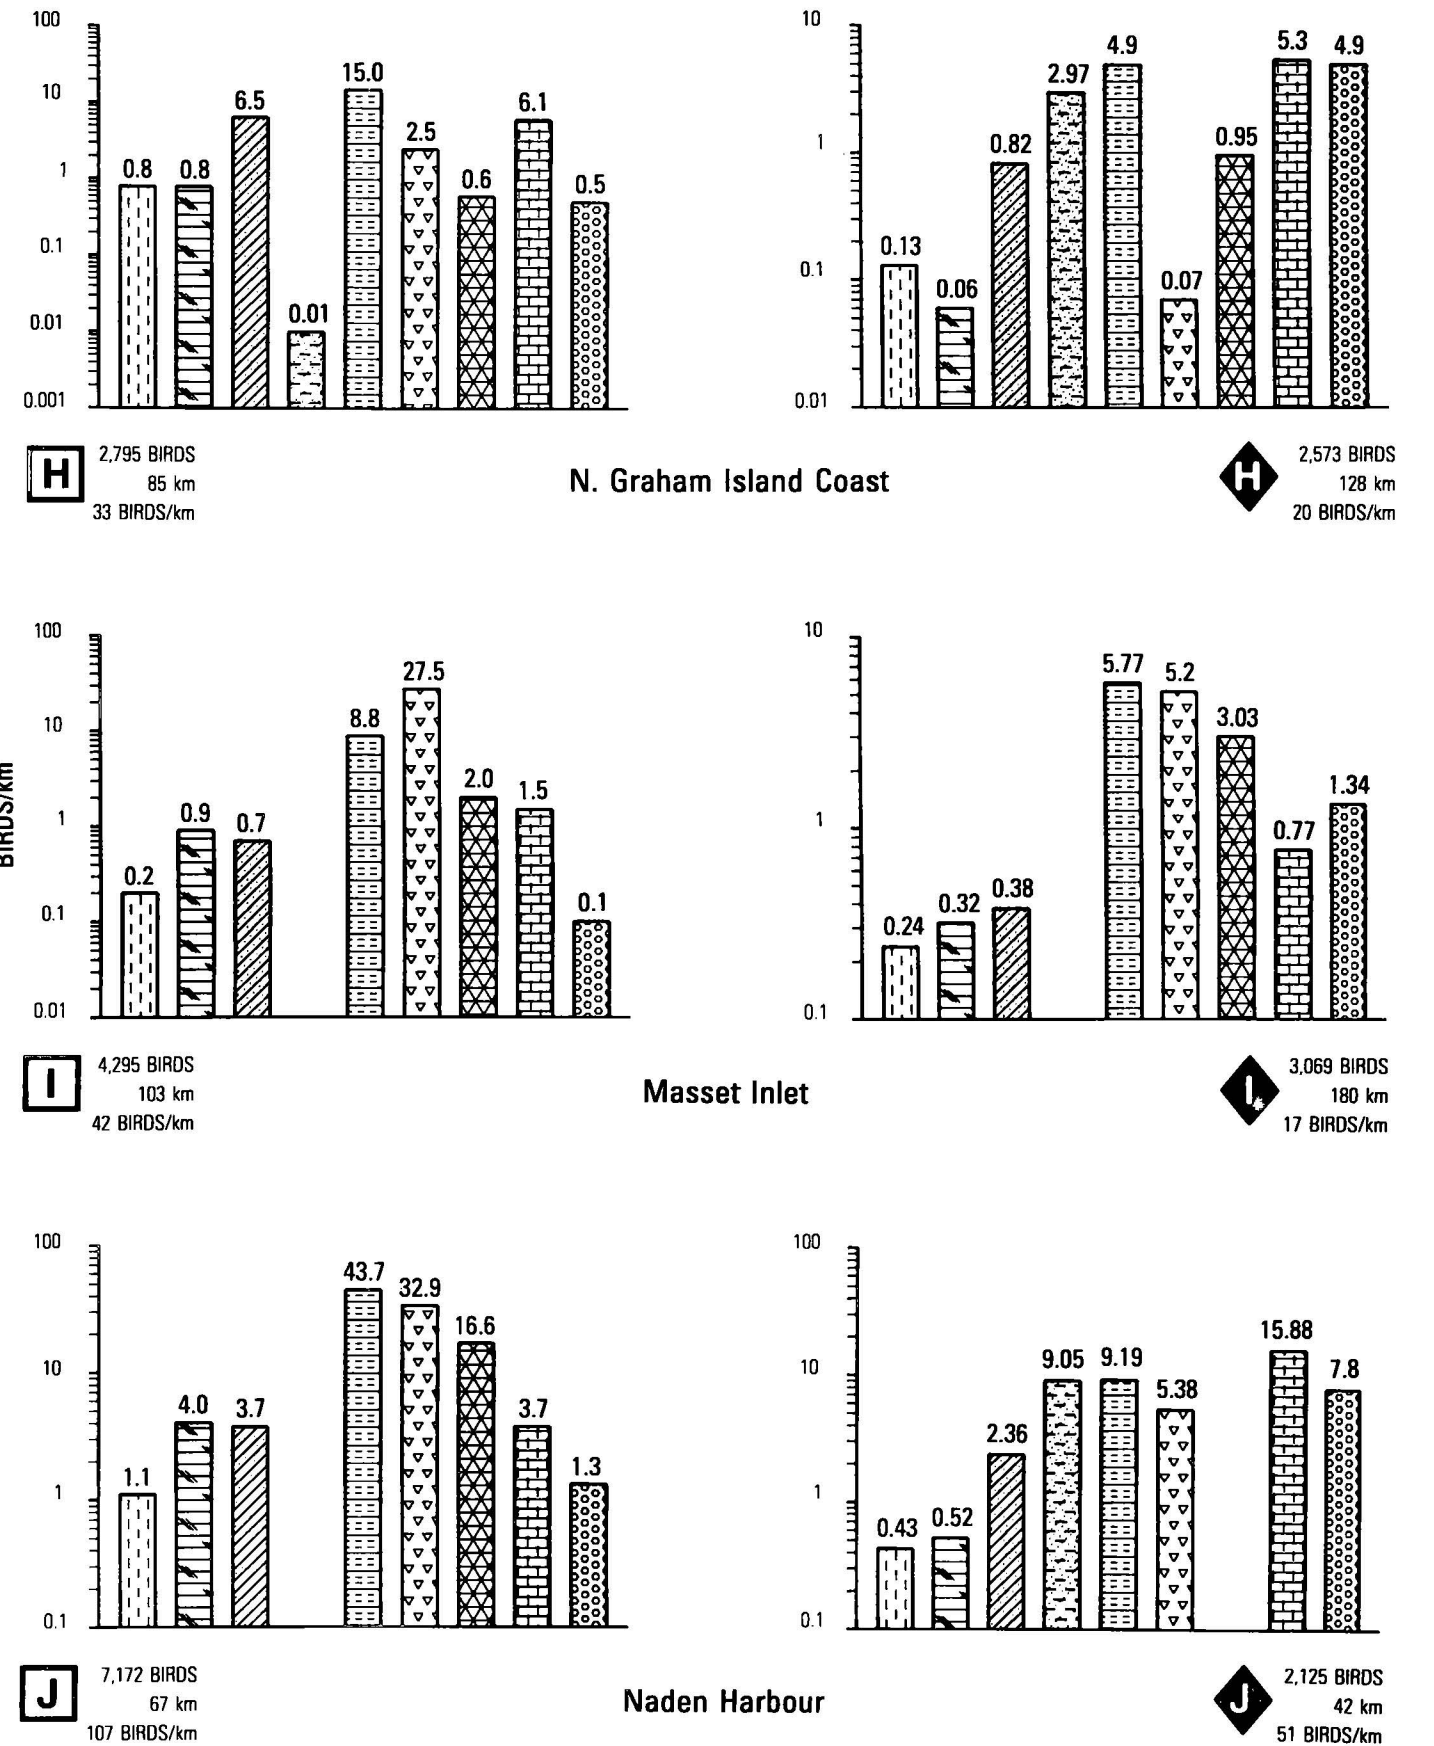 100
10
1
0.1
0.01
0.001
0.8
0.8
6.5
0.01
15.0
2.5
0.6
6.1
0.5
10
1
0.1
0.01
0.13
0.06
0.82
2.97
4.9
0.07
0.95
5.3
4.9
H
2,795 BIRDS
85 km
33 BIRDS/km
N. Graham Island Coast
H
2,573 BIRDS
128 km
20 BIRDS/km
BIRDS/km
100
10
1
0.1
0.01
0.2
0.9
0.7
8.8
27.5
2.0
1.5
0.1
10
1
0.1
0.24
0.32
0.38
5.77
5.2
3.03
0.77
1.34
I
4,295 BIRDS
103 km
42 BIRDS/km
Masset Inlet
I
3,069 BIRDS
180 km
17 BIRDS/km
100
10
1
0.1
1.1
4.0
3.7
43.7
32.9
16.6
3.7
1.3
100
10
1
0.1
0.43
0.52
2.36
9.05
9.19
5.38
15.88
7.8
J
7,172 BIRDS
67 km
107 BIRDS/km
Naden Harbour
J
2,125 BIRDS
42 km
51 BIRDS/km